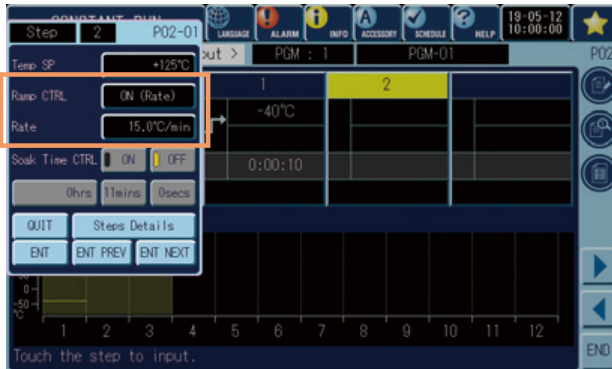 CONSTANT RUN
LANGUAGE ALARM INFO ACCESSORY SCHEDULE HELP
19-05-12
10:00:00
Step 2 P02-01
out > PGM : 1 PGM-01 P02
Temp SP +125°C
Ramp CTRL ON (Rate)
Rate 15.0°C/min
1 2
-40°C
0:00:10
Soak Time CTRL ON OFF
0hrs 11mins 0secs
QUIT Steps Details
ENT ENT PREV ENT NEXT
0
-50
°C
1 2 3 4 5 6 7 8 9 10 11 12
Touch the step to input.
END